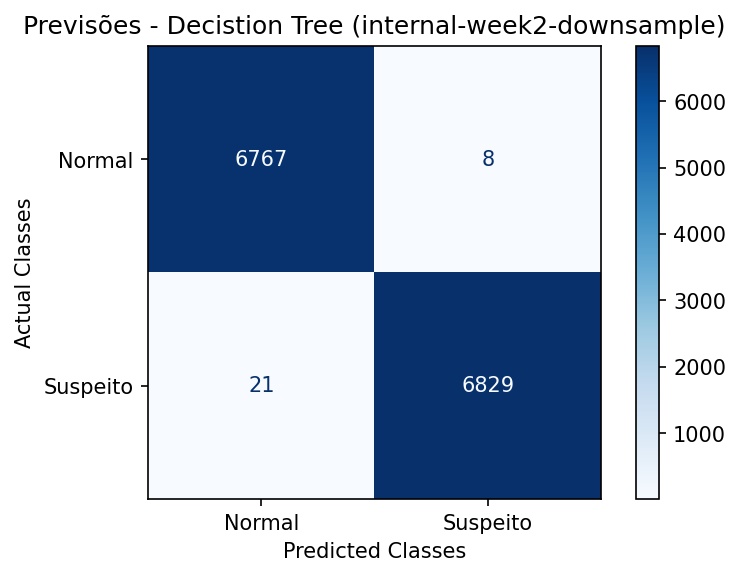 Previsões - Decistion Tree (internal-week2-downsample)
Actual Classes
Normal
6767
8
Suspeito
21
6829
Normal
Suspeito
Predicted Classes
6000
5000
4000
3000
2000
1000